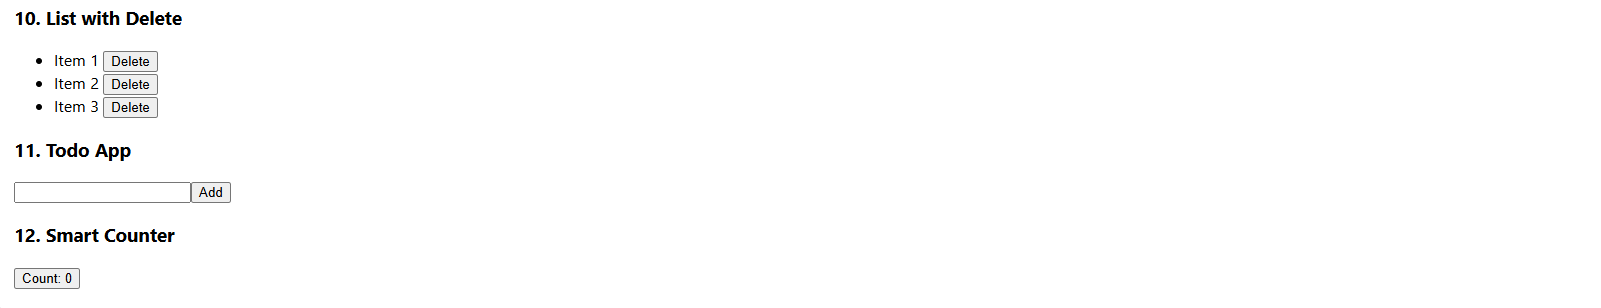 10. List with Delete
Item 1 Delete
Item 2 Delete
Item 3 Delete
11. Todo App
Add
12. Smart Counter
Count: 0